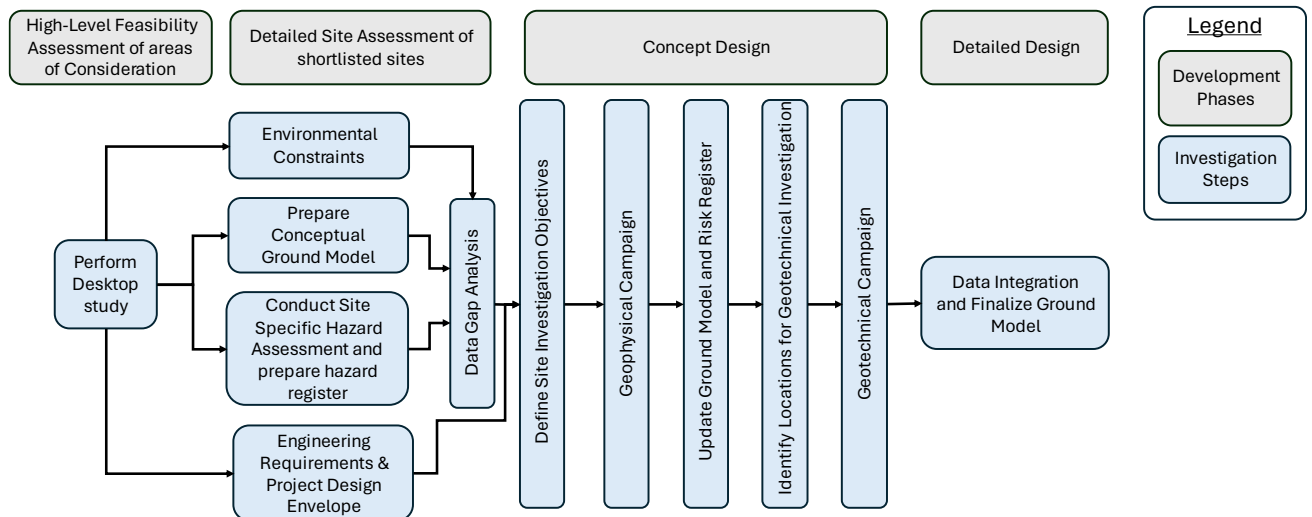 High-Level Feasibility
Assessment of areas
of Consideration
Detailed Site Assessment of
shortlisted sites
Concept Design
Detailed Design
Legend
Development
Phases
Investigation
Steps
Perform
Desktop
study
Environmental
Constraints
Prepare
Conceptual
Ground Model
Conduct Site
Specific Hazard
Assessment and
prepare hazard
register
Engineering
Requirements &
Project Design
Envelope
Data Gap Analysis
Define Site Investigation Objectives
Geophysical Campaign
Update Ground Model and Risk Register
Identify Locations for Geotechnical Investigation
Geotechnical Campaign
Data Integration
and Finalize Ground
Model